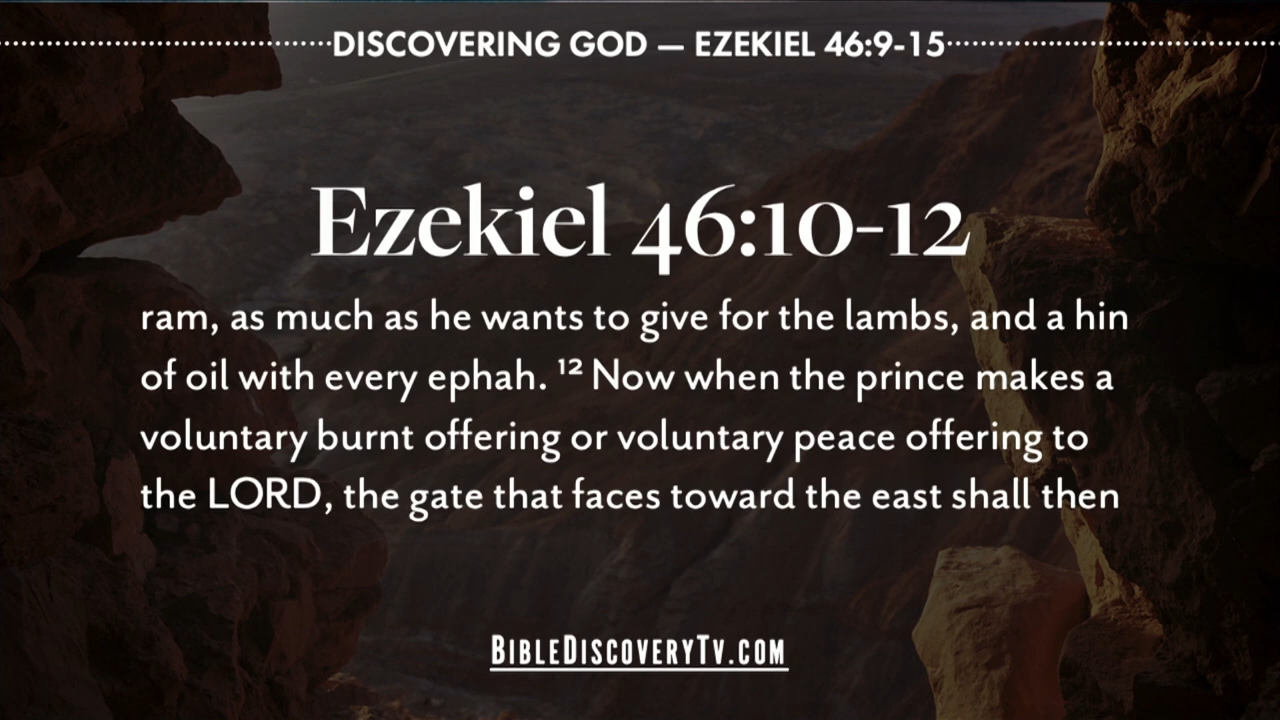 DISCOVERING GOD — EZEKIEL 46:9-15
Ezekiel 46:10-12
ram, as much as he wants to give for the lambs, and a hin
of oil with every ephah. ¹² Now when the prince makes a
voluntary burnt offering or voluntary peace offering to
the LORD, the gate that faces toward the east shall then
BIBLEDISCOVERYTV.COM